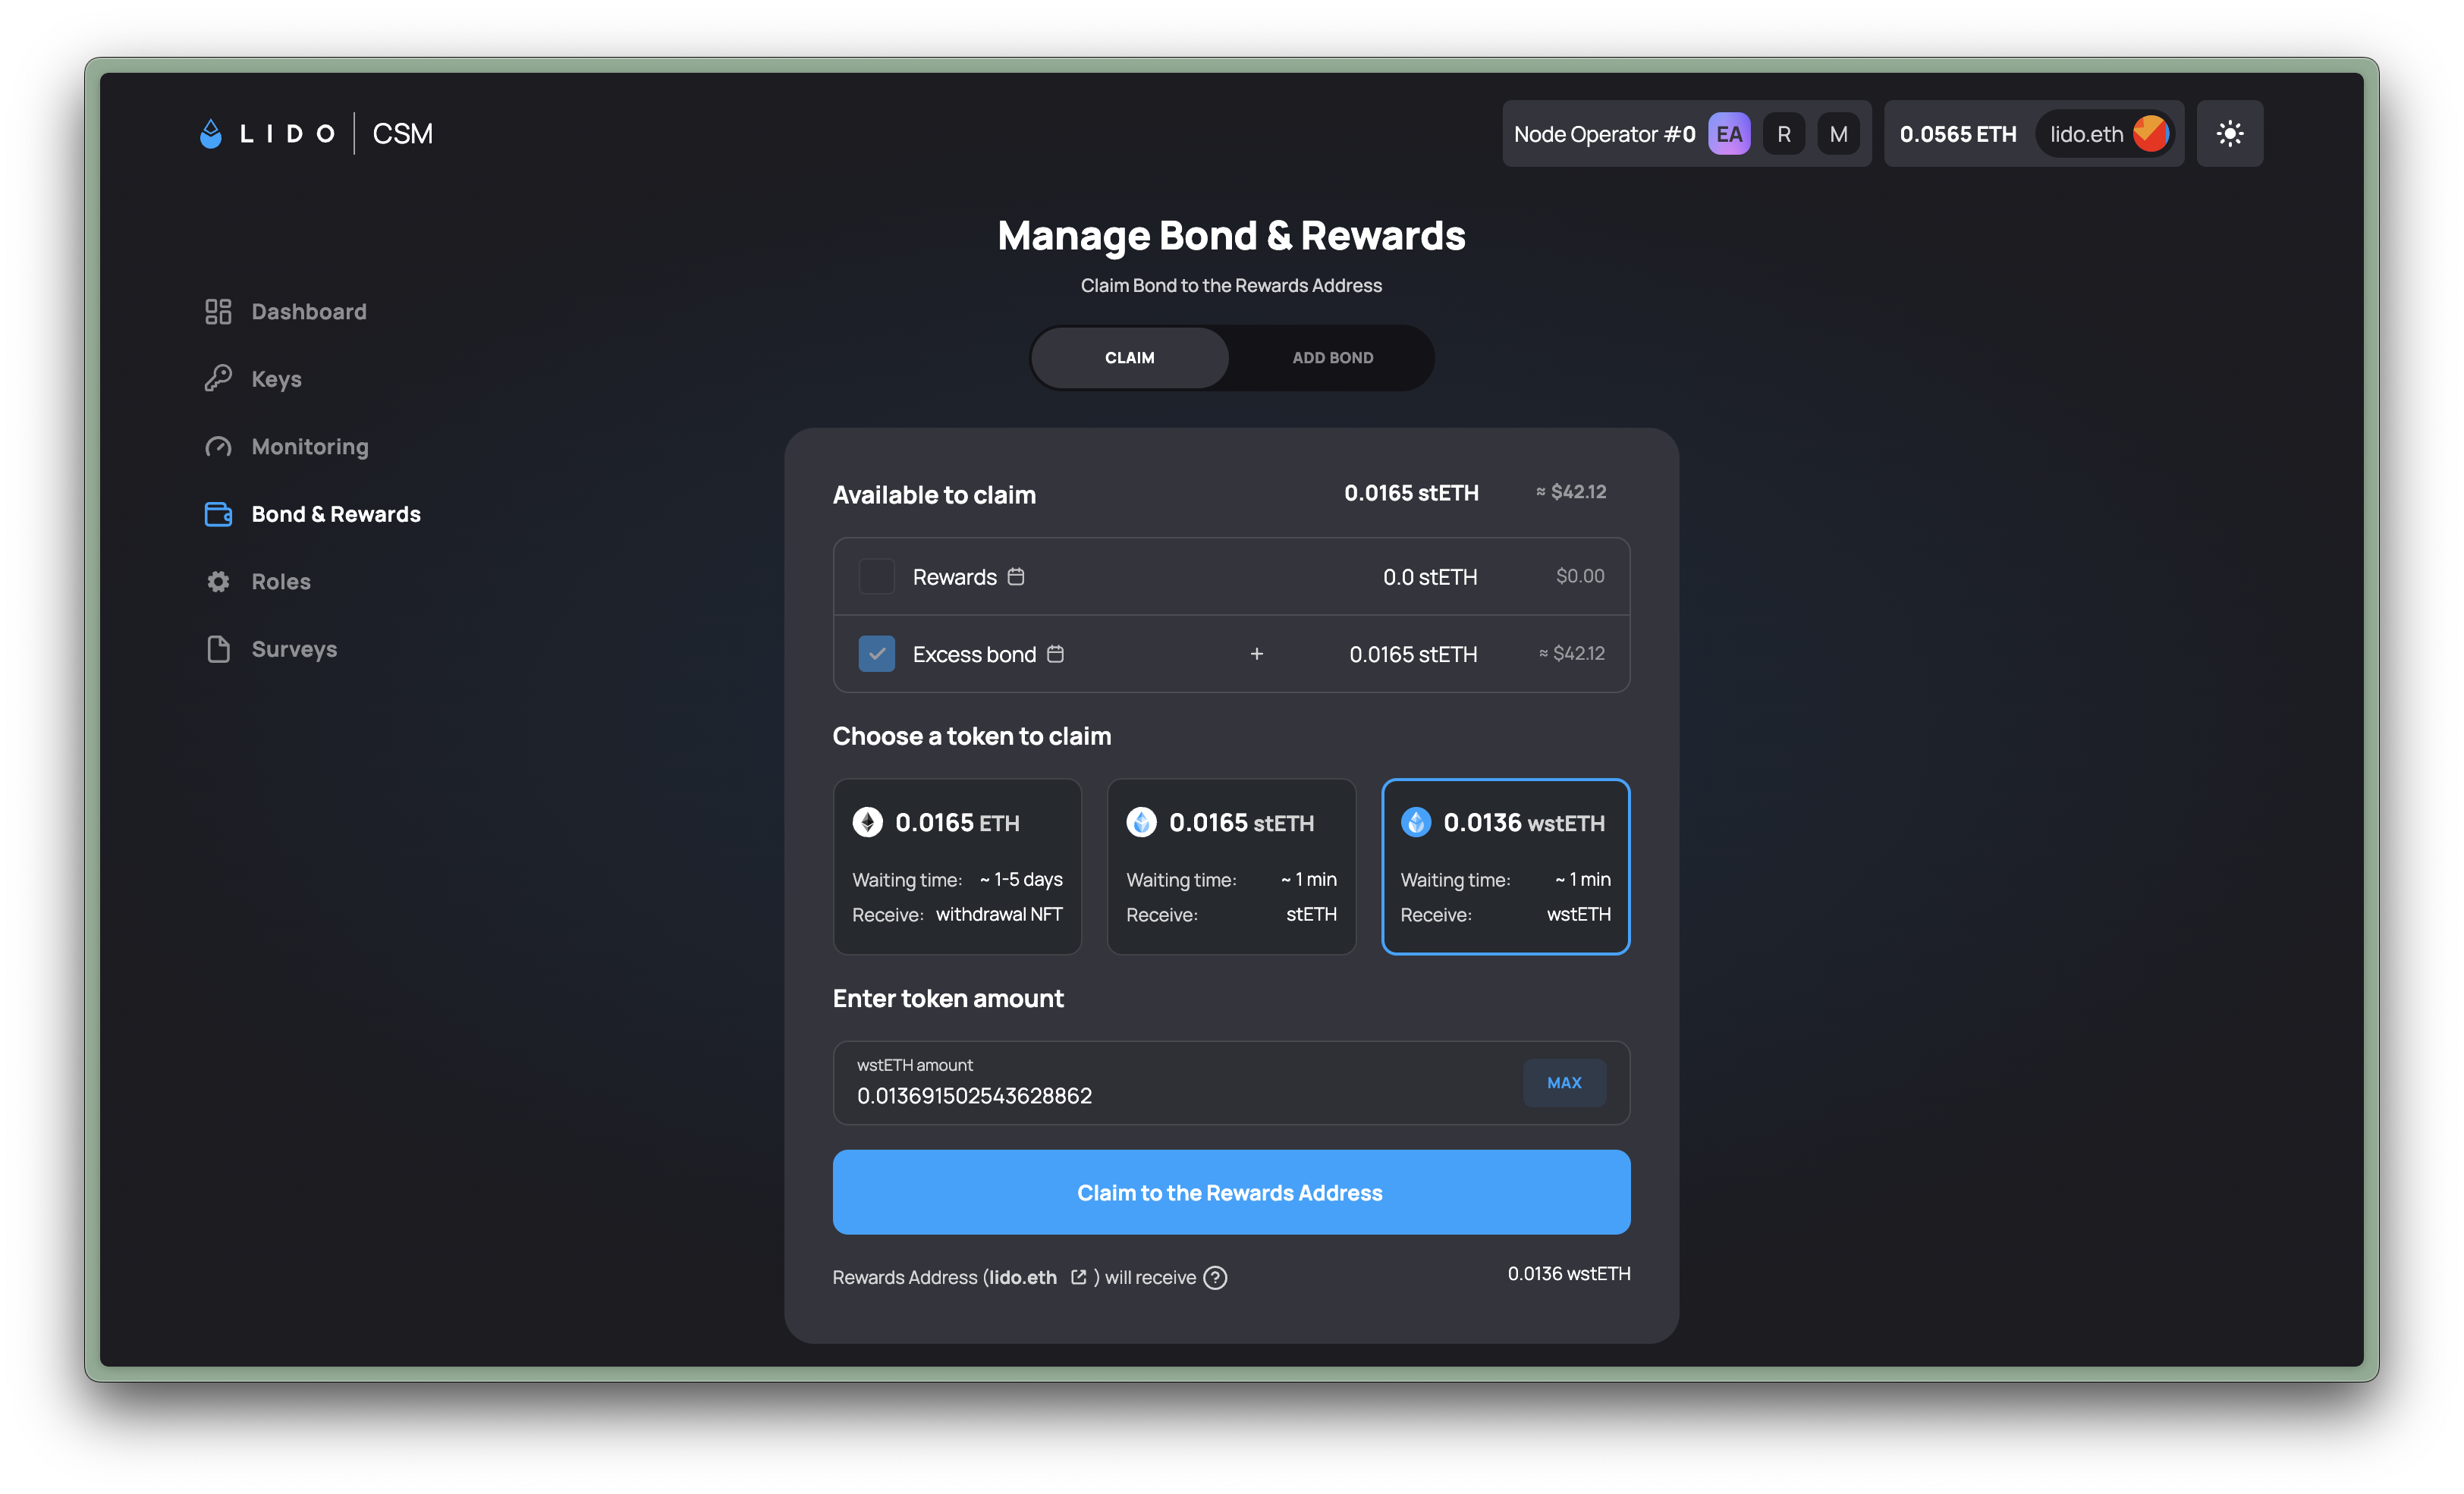 LIDO CSM
Node Operator #0 EA R M
0.0565 ETH lido.eth
Manage Bond & Rewards
Claim Bond to the Rewards Address
CLAIM ADD BOND
Dashboard
Keys
Monitoring
Bond & Rewards
Roles
Surveys
Available to claim 0.0165 stETH ≈ $42.12
Rewards 0.0 stETH $0.00
Excess bond + 0.0165 stETH ≈ $42.12
Choose a token to claim
0.0165 ETH
Waiting time: ~ 1-5 days
Receive: withdrawal NFT
0.0165 stETH
Waiting time: ~ 1 min
Receive: stETH
0.0136 wstETH
Waiting time: ~ 1 min
Receive: wstETH
Enter token amount
wstETH amount
0.013691502543628862
MAX
Claim to the Rewards Address
Rewards Address (lido.eth ) will receive ? 0.0136 wstETH